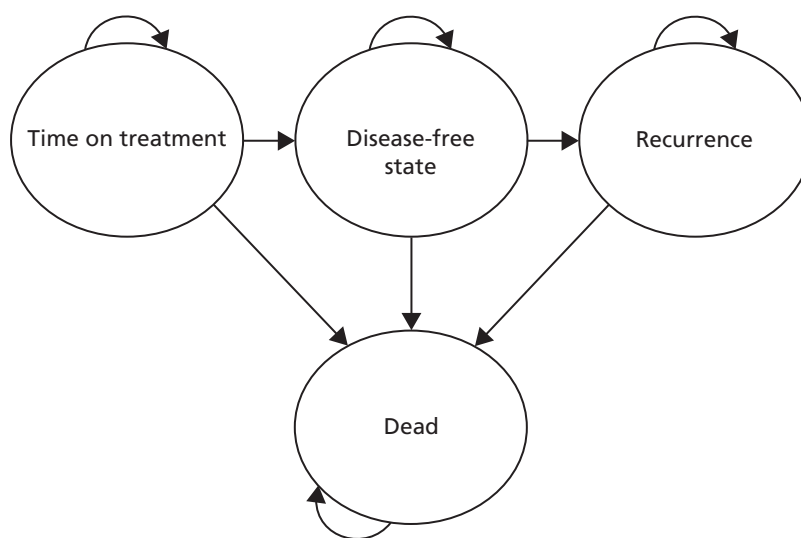 Time on treatment
Disease-free
state
Recurrence
Dead